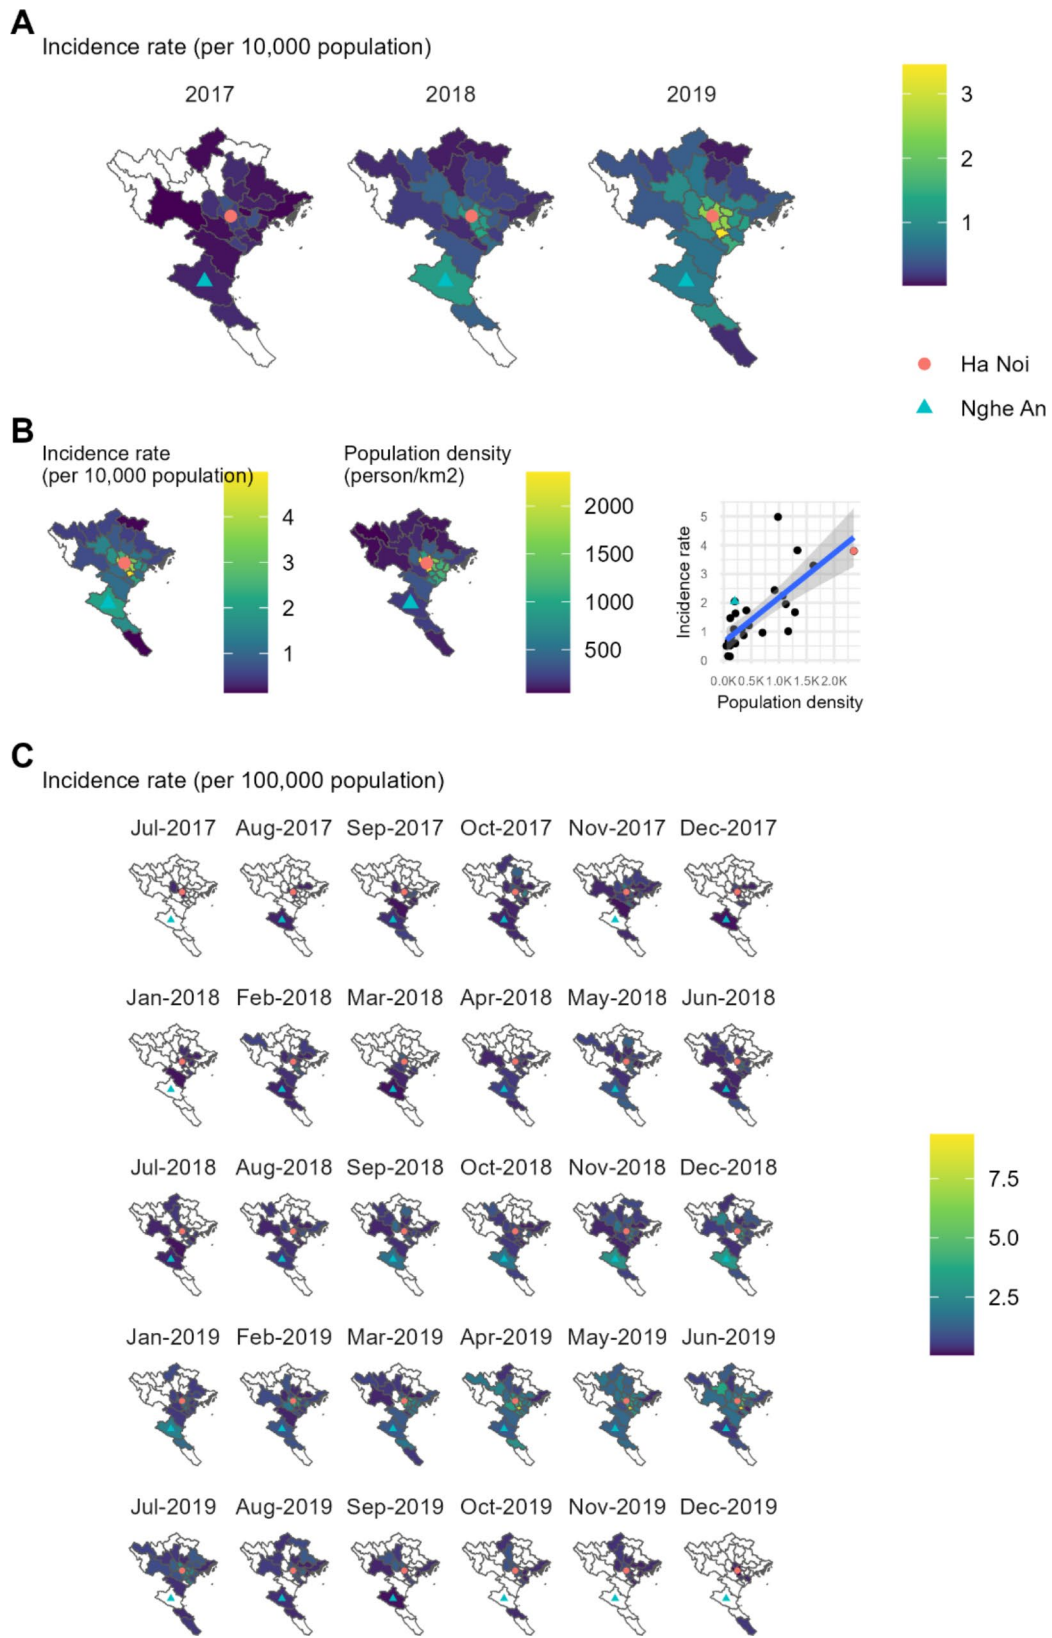 A
Incidence rate (per 10,000 population)
2017 2018 2019
3
2
1
Ha Noi
Nghe An
B
Incidence rate
(per 10,000 population)
4
3
2
1
Population density
(person/km2)
2000
1500
1000
500
Incidence rate
5
4
3
2
1
0
0.0K 0.5K 1.0K 1.5K 2.0K
Population density
C
Incidence rate (per 100,000 population)
Jul-2017 Aug-2017 Sep-2017 Oct-2017 Nov-2017 Dec-2017
Jan-2018 Feb-2018 Mar-2018 Apr-2018 May-2018 Jun-2018
Jul-2018 Aug-2018 Sep-2018 Oct-2018 Nov-2018 Dec-2018
7.5
5.0
2.5
Jan-2019 Feb-2019 Mar-2019 Apr-2019 May-2019 Jun-2019
Jul-2019 Aug-2019 Sep-2019 Oct-2019 Nov-2019 Dec-2019